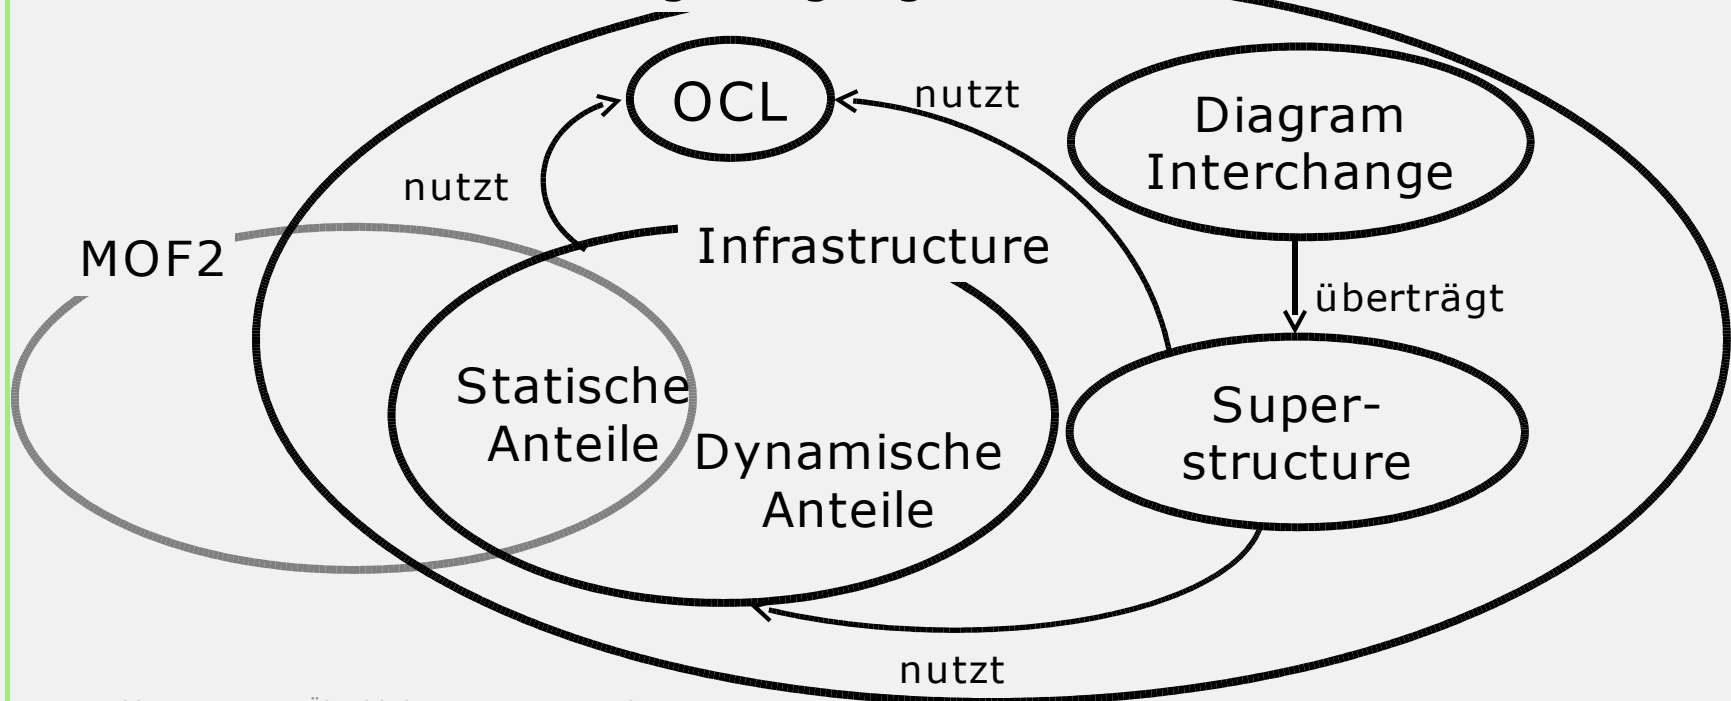 OCL
nutzt
Diagram
Interchange
nutzt
MOF2
Infrastructure
überträgt
Statische
Anteile
Dynamische
Anteile
Super-
structure
nutzt